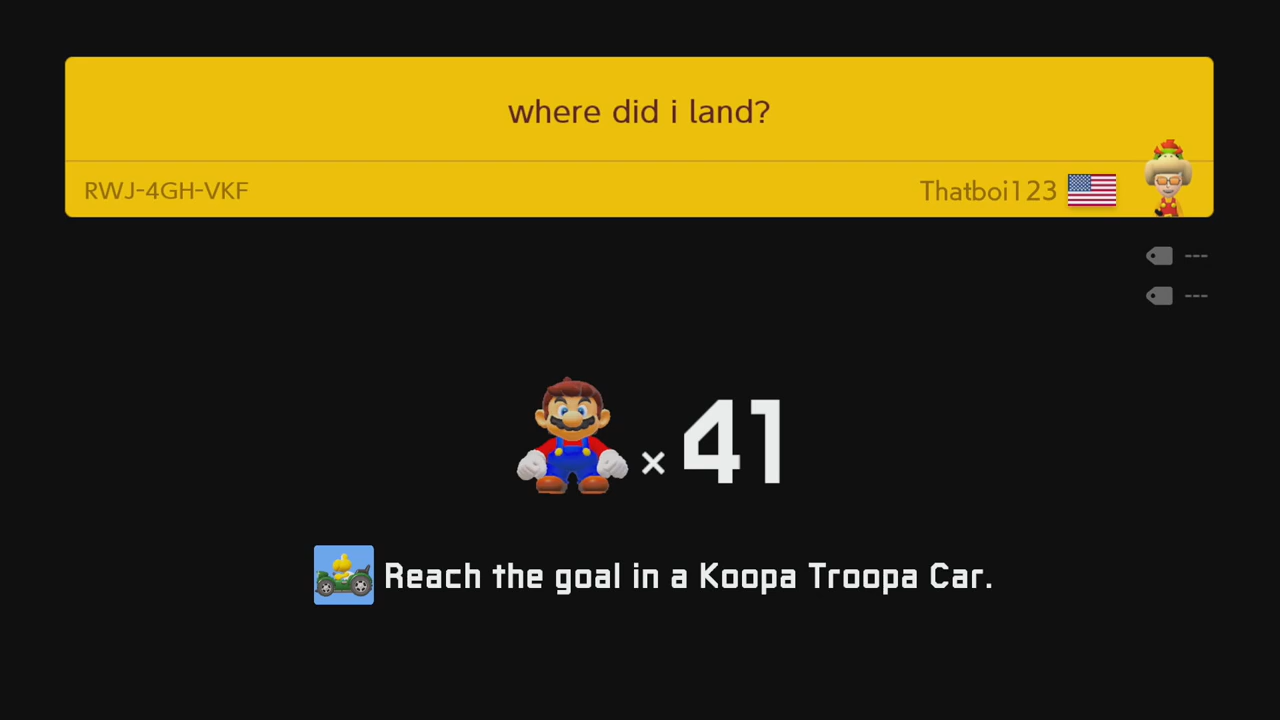 where did i land?
RWJ-4GH-VKF
Thatboi123
---
---
× 41
Reach the goal in a Koopa Troopa Car.